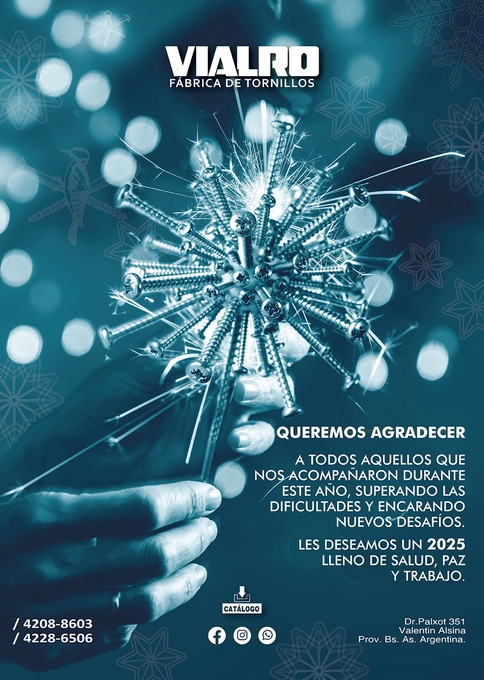 VIALRO
FÁBRICA DE TORNILLOS
QUEREMOS AGRADECER
A TODOS AQUELLOS QUE
NOS ACOMPAÑARON DURANTE
ESTE AÑO, SUPERANDO LAS
DIFICULTADES Y ENCARANDO
NUEVOS DESAFÍOS.
LES DESEAMOS UN 2025
LLENO DE SALUD, PAZ
Y TRABAJO.
CATÁLOGO
/ 4208-8603
/ 4228-6506
Dr.Palxot 351
Valentin Alsina
Prov. Bs. As. Argentina.